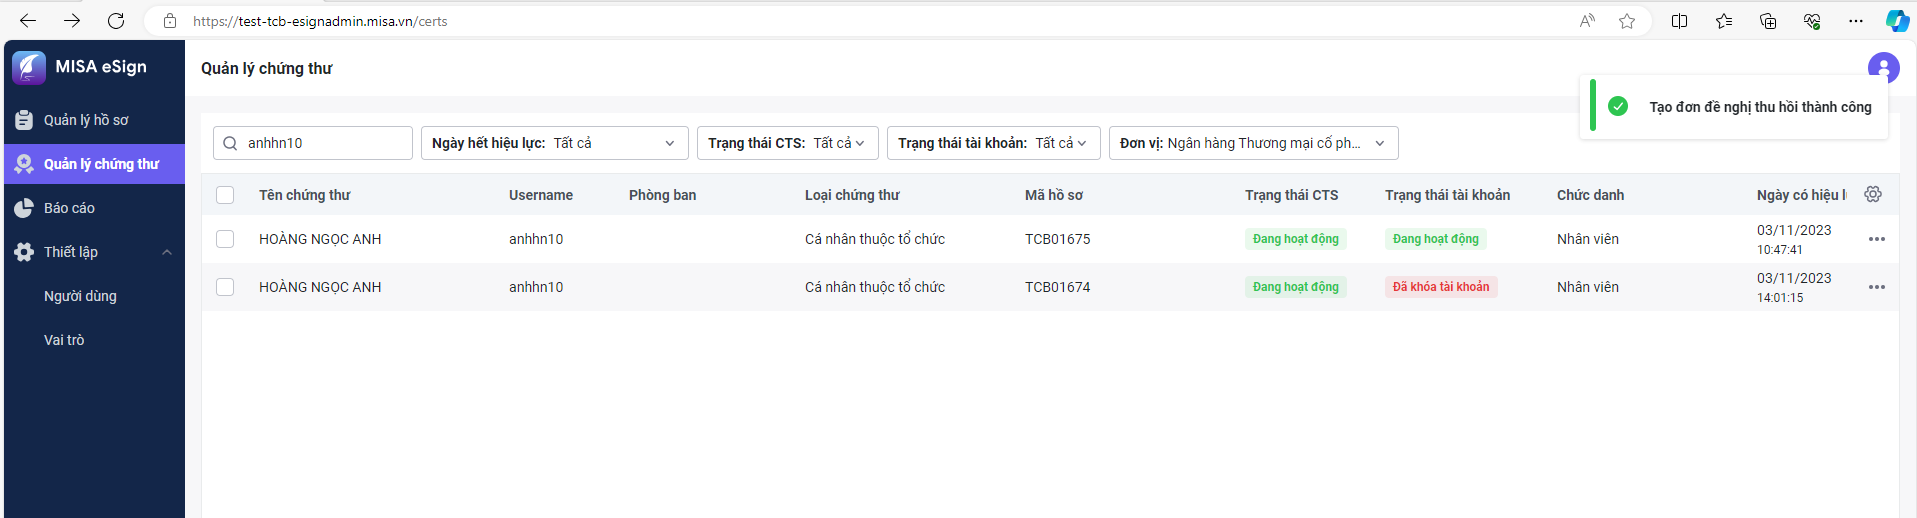 https://test-tcb-esignadmin.misa.vn/certs
MISA eSign
Quản lý chứng thư
Tạo đơn đề nghị thu hồi thành công
Quản lý hồ sơ
Quản lý chứng thư
Báo cáo
Thiết lập
Người dùng
Vai trò
anhhn10 Ngày hết hiệu lực: Tất cả Trạng thái CTS: Tất cả Trạng thái tài khoản: Tất cả Đơn vị: Ngân hàng Thương mại cổ ph...
Tên chứng thư Username Phòng ban Loại chứng thư Mã hồ sơ Trạng thái CTS Trạng thái tài khoản Chức danh Ngày có hiệu l
HOÀNG NGỌC ANH anhhn10 Cá nhân thuộc tổ chức TCB01675 Đang hoạt động Đang hoạt động Nhân viên 03/11/2023
10:47:41
HOÀNG NGỌC ANH anhhn10 Cá nhân thuộc tổ chức TCB01674 Đang hoạt động Đã khóa tài khoản Nhân viên 03/11/2023
14:01:15